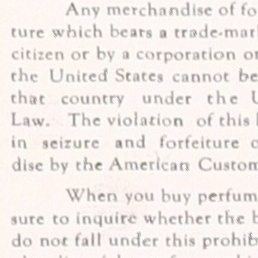 Any merchandise of fo
ture which bears a trade-mar
citizen or by a corporation or
the United States cannot be
that country under the U
Law. The violation of this l
in seizure and forfeiture o
dise by the American Custom
When you buy perfum
sure to inquire whether the b
do not fall under this prohib